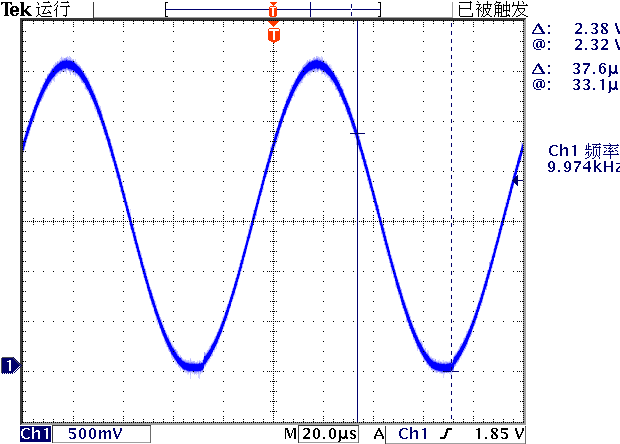 Tek 运行 已被触发
T
T
Δ: 2.38 V
@: 2.32 V
Δ: 37.6µ
@: 33.1µ
Ch1 频率
9.974kHz
1
Ch1 500mV M 20.0µs A Ch1 1.85 V